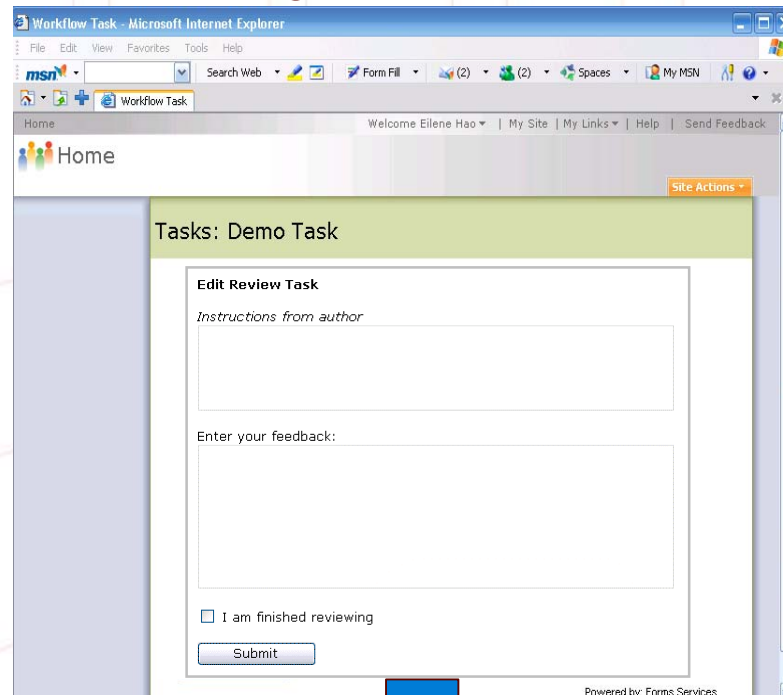 Workflow Task - Microsoft Internet Explorer
File Edit View Favorites Tools Help
msn Search Web Form Fill (2) (2) Spaces My MSN
Workflow Task
Home Welcome Eilene Hao | My Site | My Links | Help | Send Feedback
Home
Site Actions
Tasks: Demo Task
Edit Review Task
Instructions from author
Enter your feedback:
I am finished reviewing
Submit
Powered by: Forms Services